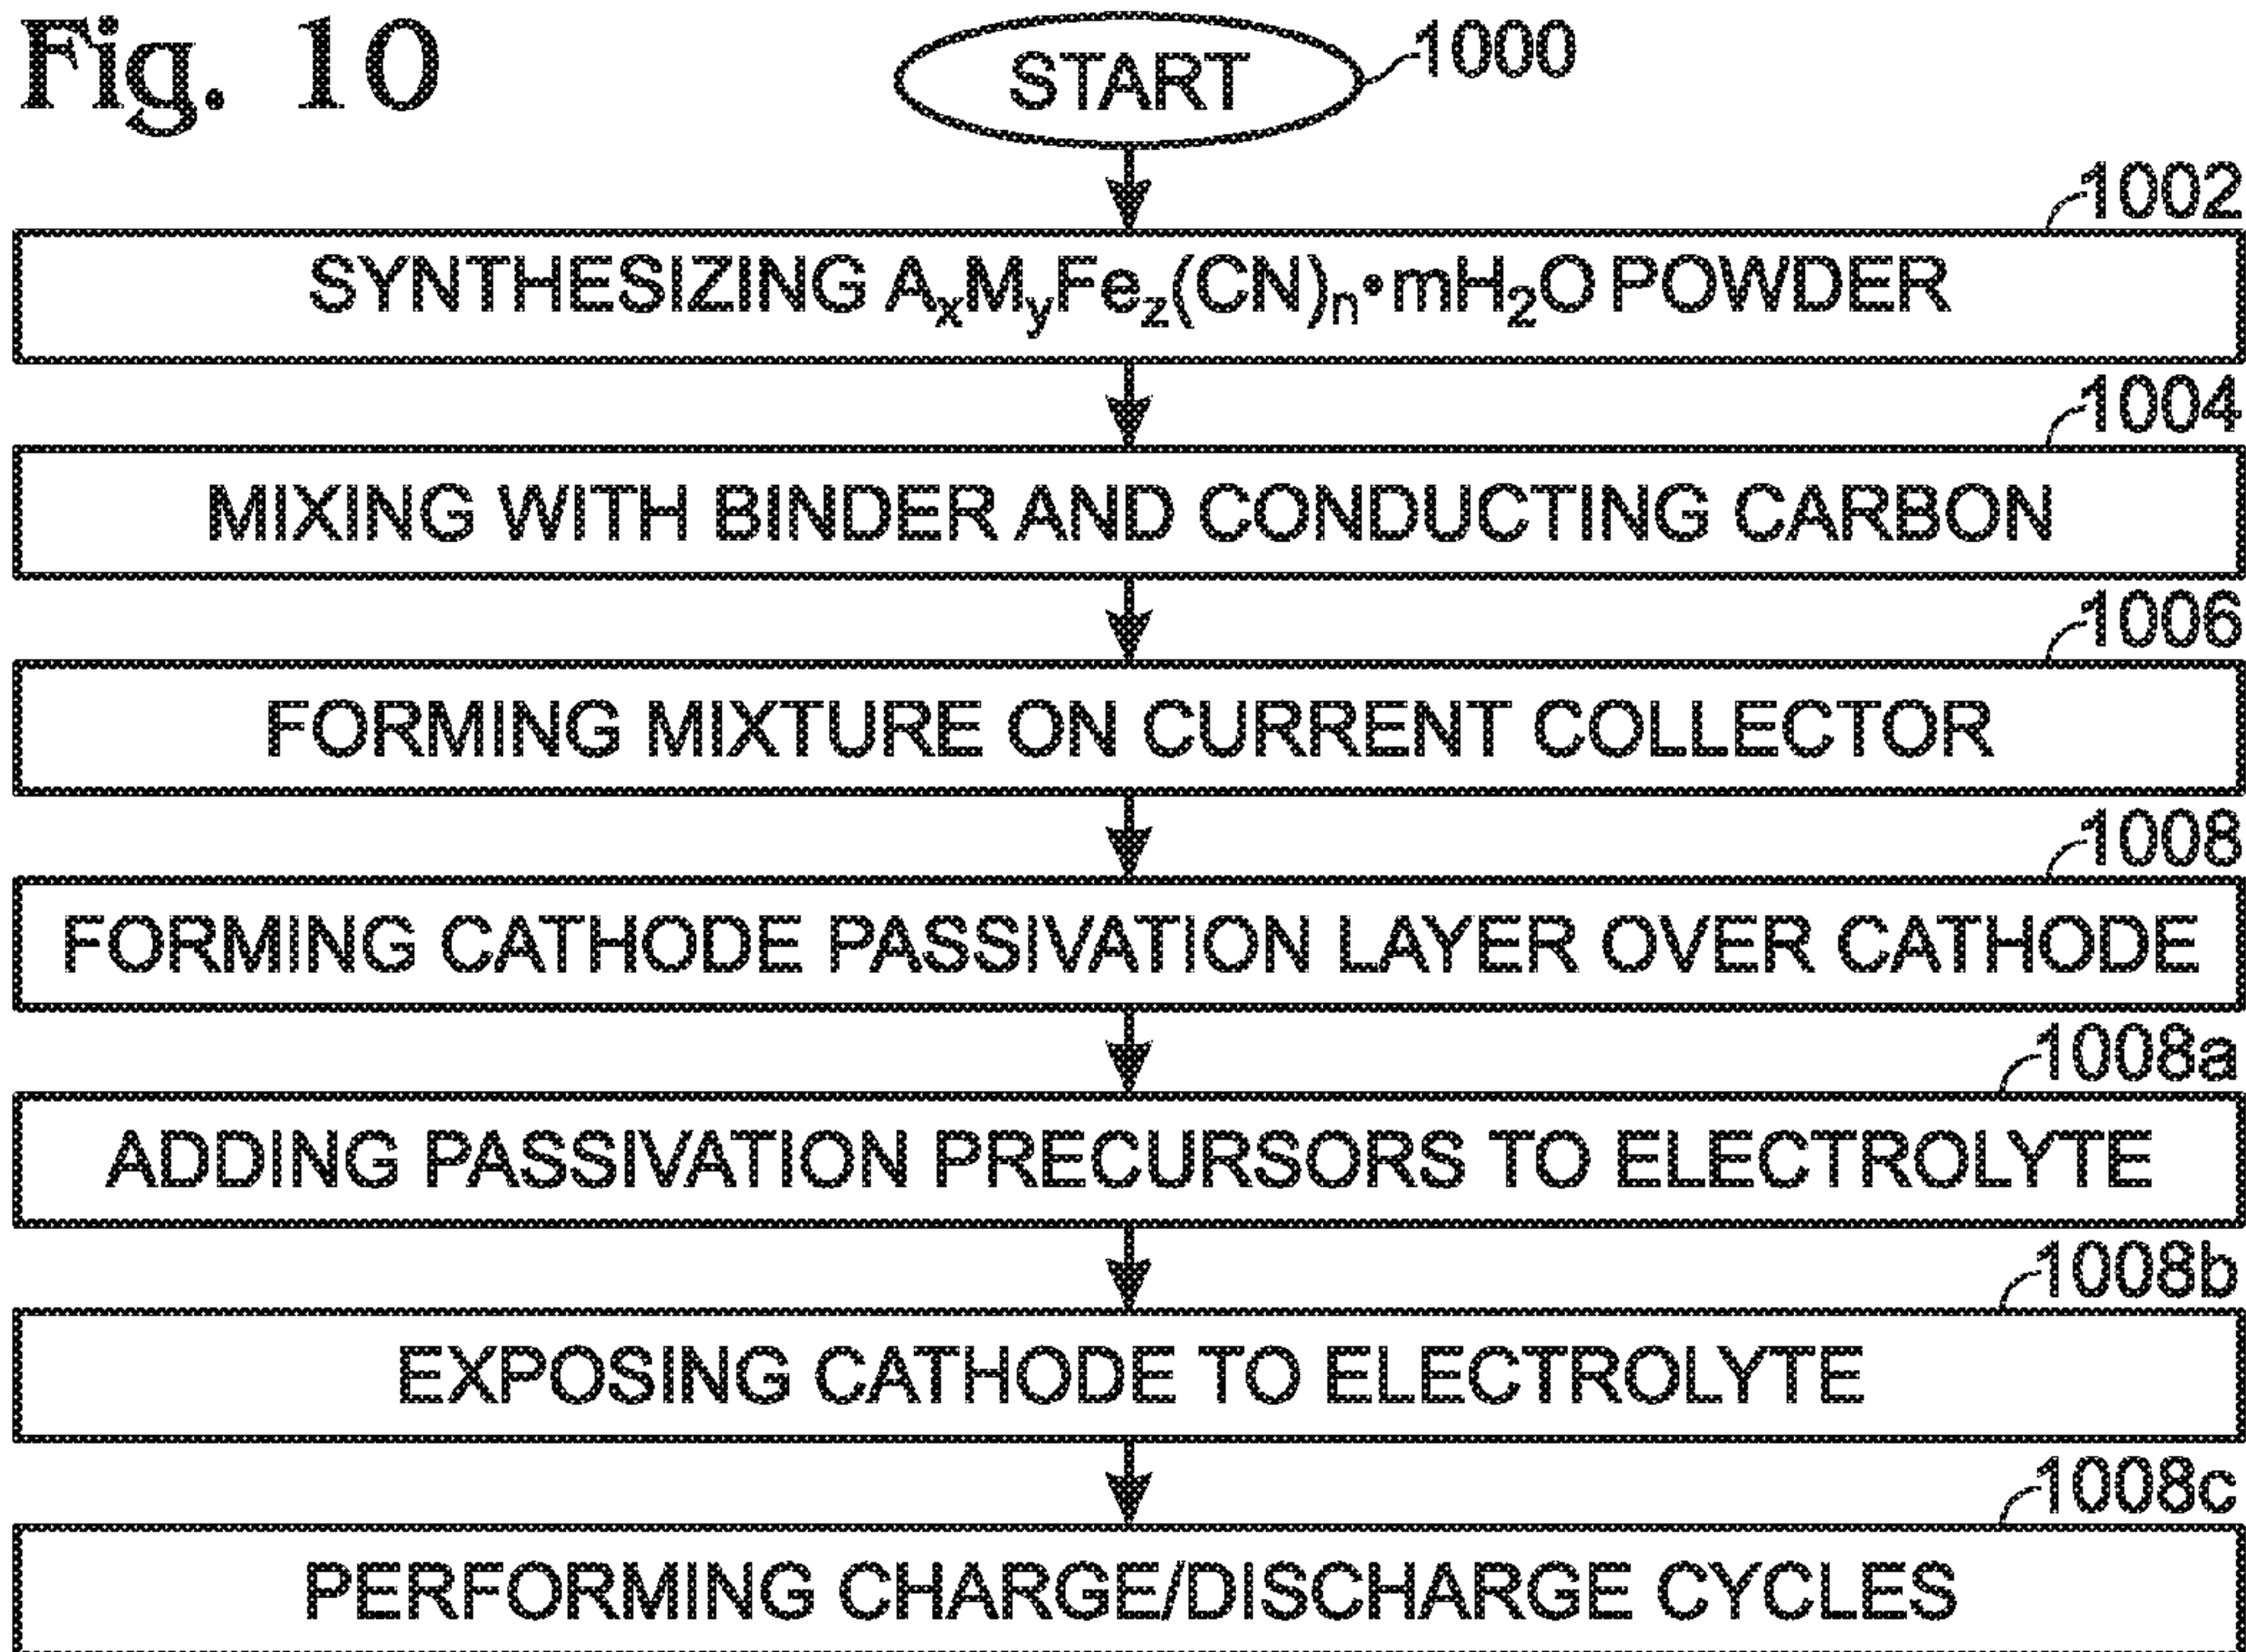 Fig. 10
START
1000
1002
SYNTHESIZING AₓMᵧFe_z(CN)ₙ•mH₂O POWDER
1004
MIXING WITH BINDER AND CONDUCTING CARBON
1006
FORMING MIXTURE ON CURRENT COLLECTOR
1008
FORMING CATHODE PASSIVATION LAYER OVER CATHODE
1008a
ADDING PASSIVATION PRECURSORS TO ELECTROLYTE
1008b
EXPOSING CATHODE TO ELECTROLYTE
1008c
PERFORMING CHARGE/DISCHARGE CYCLES